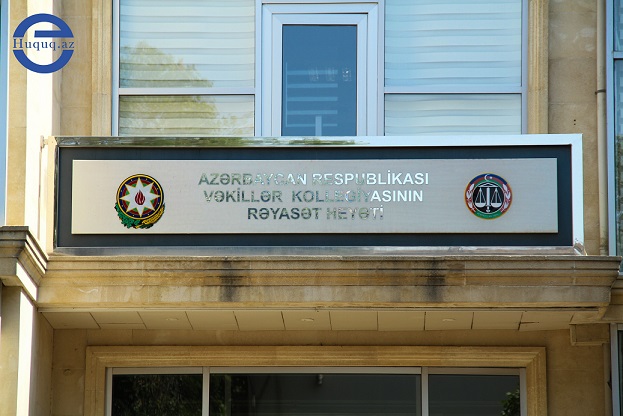 Huquq.az
AZƏRBAYCAN RESPUBLİKASI
VƏKİLLƏR KOLLEGİYASININ
RƏYASƏT HEYƏTİ